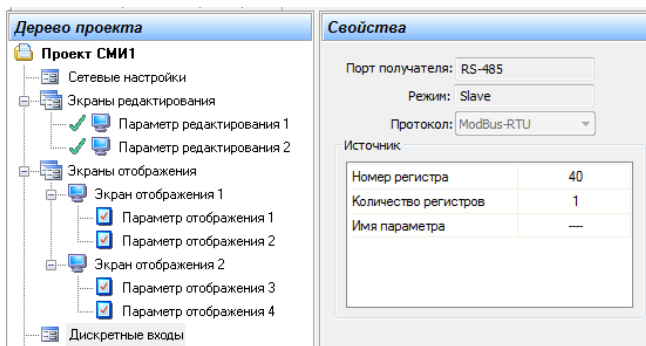 Дерево проекта
Проект СМИ1
Сетевые настройки
Экраны редактирования
Параметр редактирования 1
Параметр редактирования 2
Экраны отображения
Экран отображения 1
Параметр отображения 1
Параметр отображения 2
Экран отображения 2
Параметр отображения 3
Параметр отображения 4
Дискретные входы
Свойства
Порт получателя: RS-485
Режим: Slave
Протокол: ModBus-RTU
Источник
Номер регистра 40
Количество регистров 1
Имя параметра ----